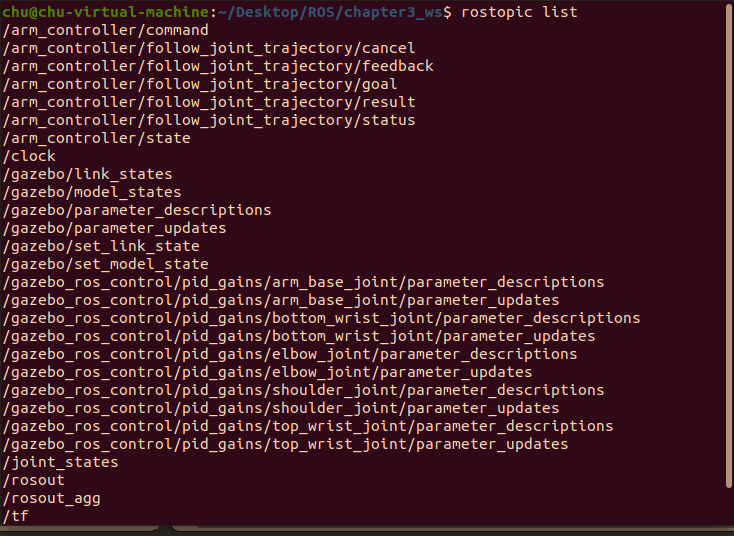 chu@chu-virtual-machine:~/Desktop/ROS/chapter3_ws$ rostopic list
/arm_controller/command
/arm_controller/follow_joint_trajectory/cancel
/arm_controller/follow_joint_trajectory/feedback
/arm_controller/follow_joint_trajectory/goal
/arm_controller/follow_joint_trajectory/result
/arm_controller/follow_joint_trajectory/status
/arm_controller/state
/clock
/gazebo/link_states
/gazebo/model_states
/gazebo/parameter_descriptions
/gazebo/parameter_updates
/gazebo/set_link_state
/gazebo/set_model_state
/gazebo_ros_control/pid_gains/arm_base_joint/parameter_descriptions
/gazebo_ros_control/pid_gains/arm_base_joint/parameter_updates
/gazebo_ros_control/pid_gains/bottom_wrist_joint/parameter_descriptions
/gazebo_ros_control/pid_gains/bottom_wrist_joint/parameter_updates
/gazebo_ros_control/pid_gains/elbow_joint/parameter_descriptions
/gazebo_ros_control/pid_gains/elbow_joint/parameter_updates
/gazebo_ros_control/pid_gains/shoulder_joint/parameter_descriptions
/gazebo_ros_control/pid_gains/shoulder_joint/parameter_updates
/gazebo_ros_control/pid_gains/top_wrist_joint/parameter_descriptions
/gazebo_ros_control/pid_gains/top_wrist_joint/parameter_updates
/joint_states
/rosout
/rosout_agg
/tf